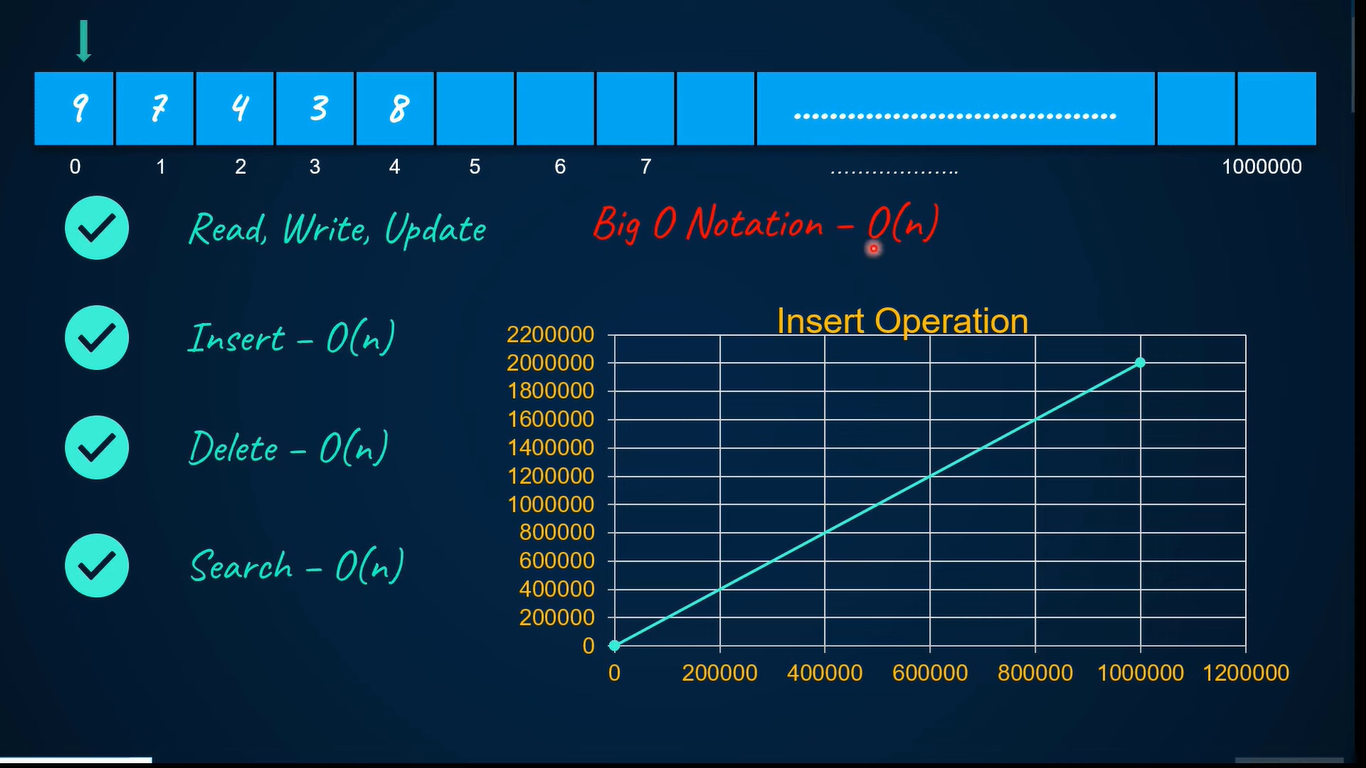 9 7 4 3 8 ....................................
0 1 2 3 4 5 6 7 ................... 1000000
Read, Write, Update
Big O Notation – O(n)
Insert – O(n)
Delete – O(n)
Search – O(n)
Insert Operation
2200000
2000000
1800000
1600000
1400000
1200000
1000000
800000
600000
400000
200000
0
0 200000 400000 600000 800000 1000000 1200000